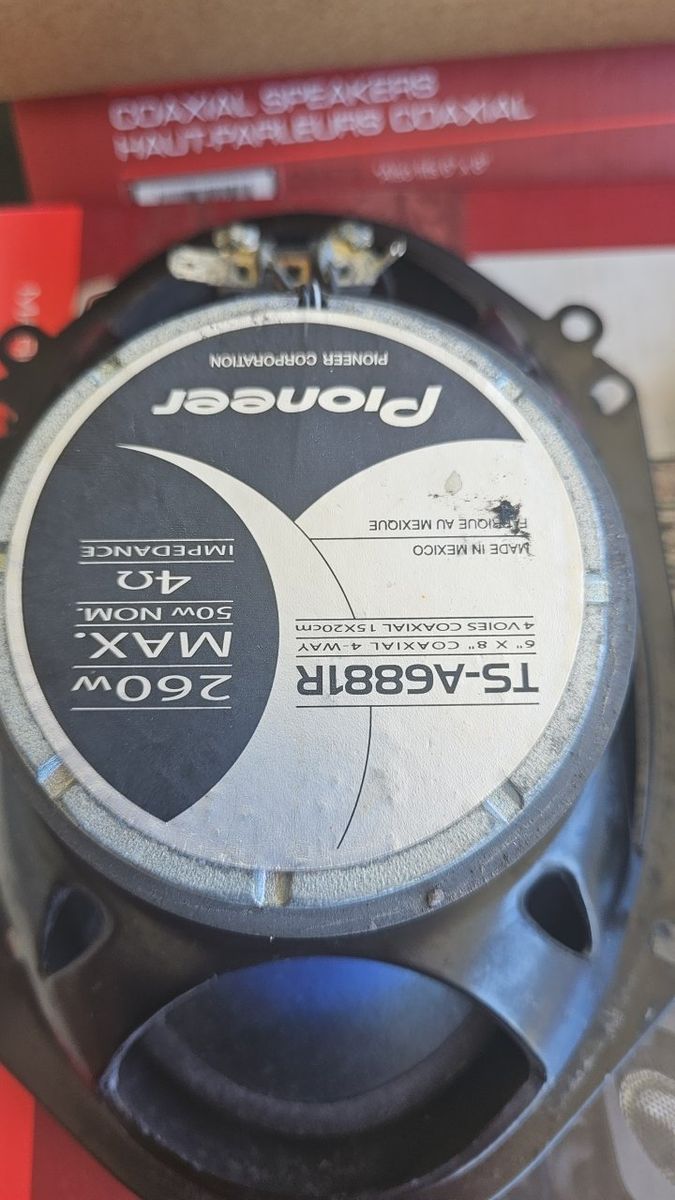 COAXIAL SPEAKERS
HAUT-PARLEURS COAXIAL
TS-A6881R
6" X 8" COAXIAL 4-WAY
4 VOIES COAXIAL 15X20cm
MADE IN MEXICO
FABRIQUE AU MEXIQUE
260w
MAX.
50w NOM.
4Ω
IMPEDANCE
Pioneer
PIONEER CORPORATION